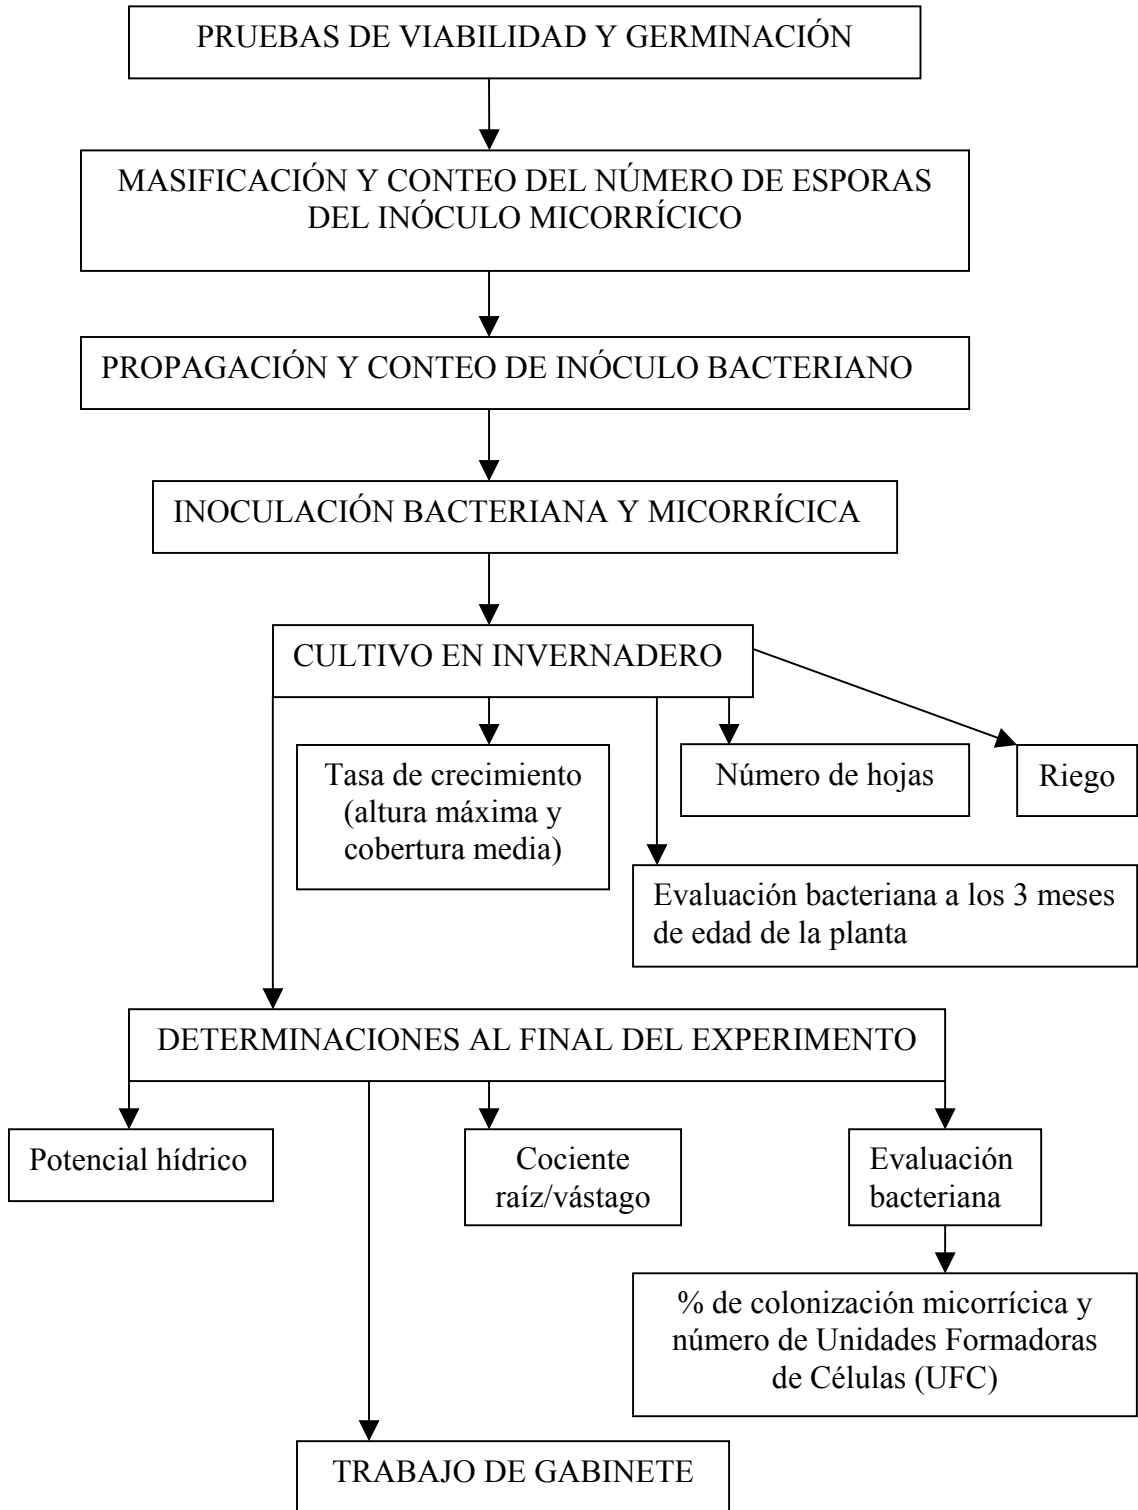 PRUEBAS DE VIABILIDAD Y GERMINACIÓN
MASIFICACIÓN Y CONTEO DEL NÚMERO DE ESPORAS
DEL INÓCULO MICORRÍCICO
PROPAGACIÓN Y CONTEO DE INÓCULO BACTERIANO
INOCULACIÓN BACTERIANA Y MICORRÍCICA
CULTIVO EN INVERNADERO
Tasa de crecimiento
(altura máxima y
cobertura media)
Número de hojas
Riego
Evaluación bacteriana a los 3 meses
de edad de la planta
DETERMINACIONES AL FINAL DEL EXPERIMENTO
Potencial hídrico
Cociente
raíz/vástago
Evaluación
bacteriana
% de colonización micorrícica y
número de Unidades Formadoras
de Células (UFC)
TRABAJO DE GABINETE